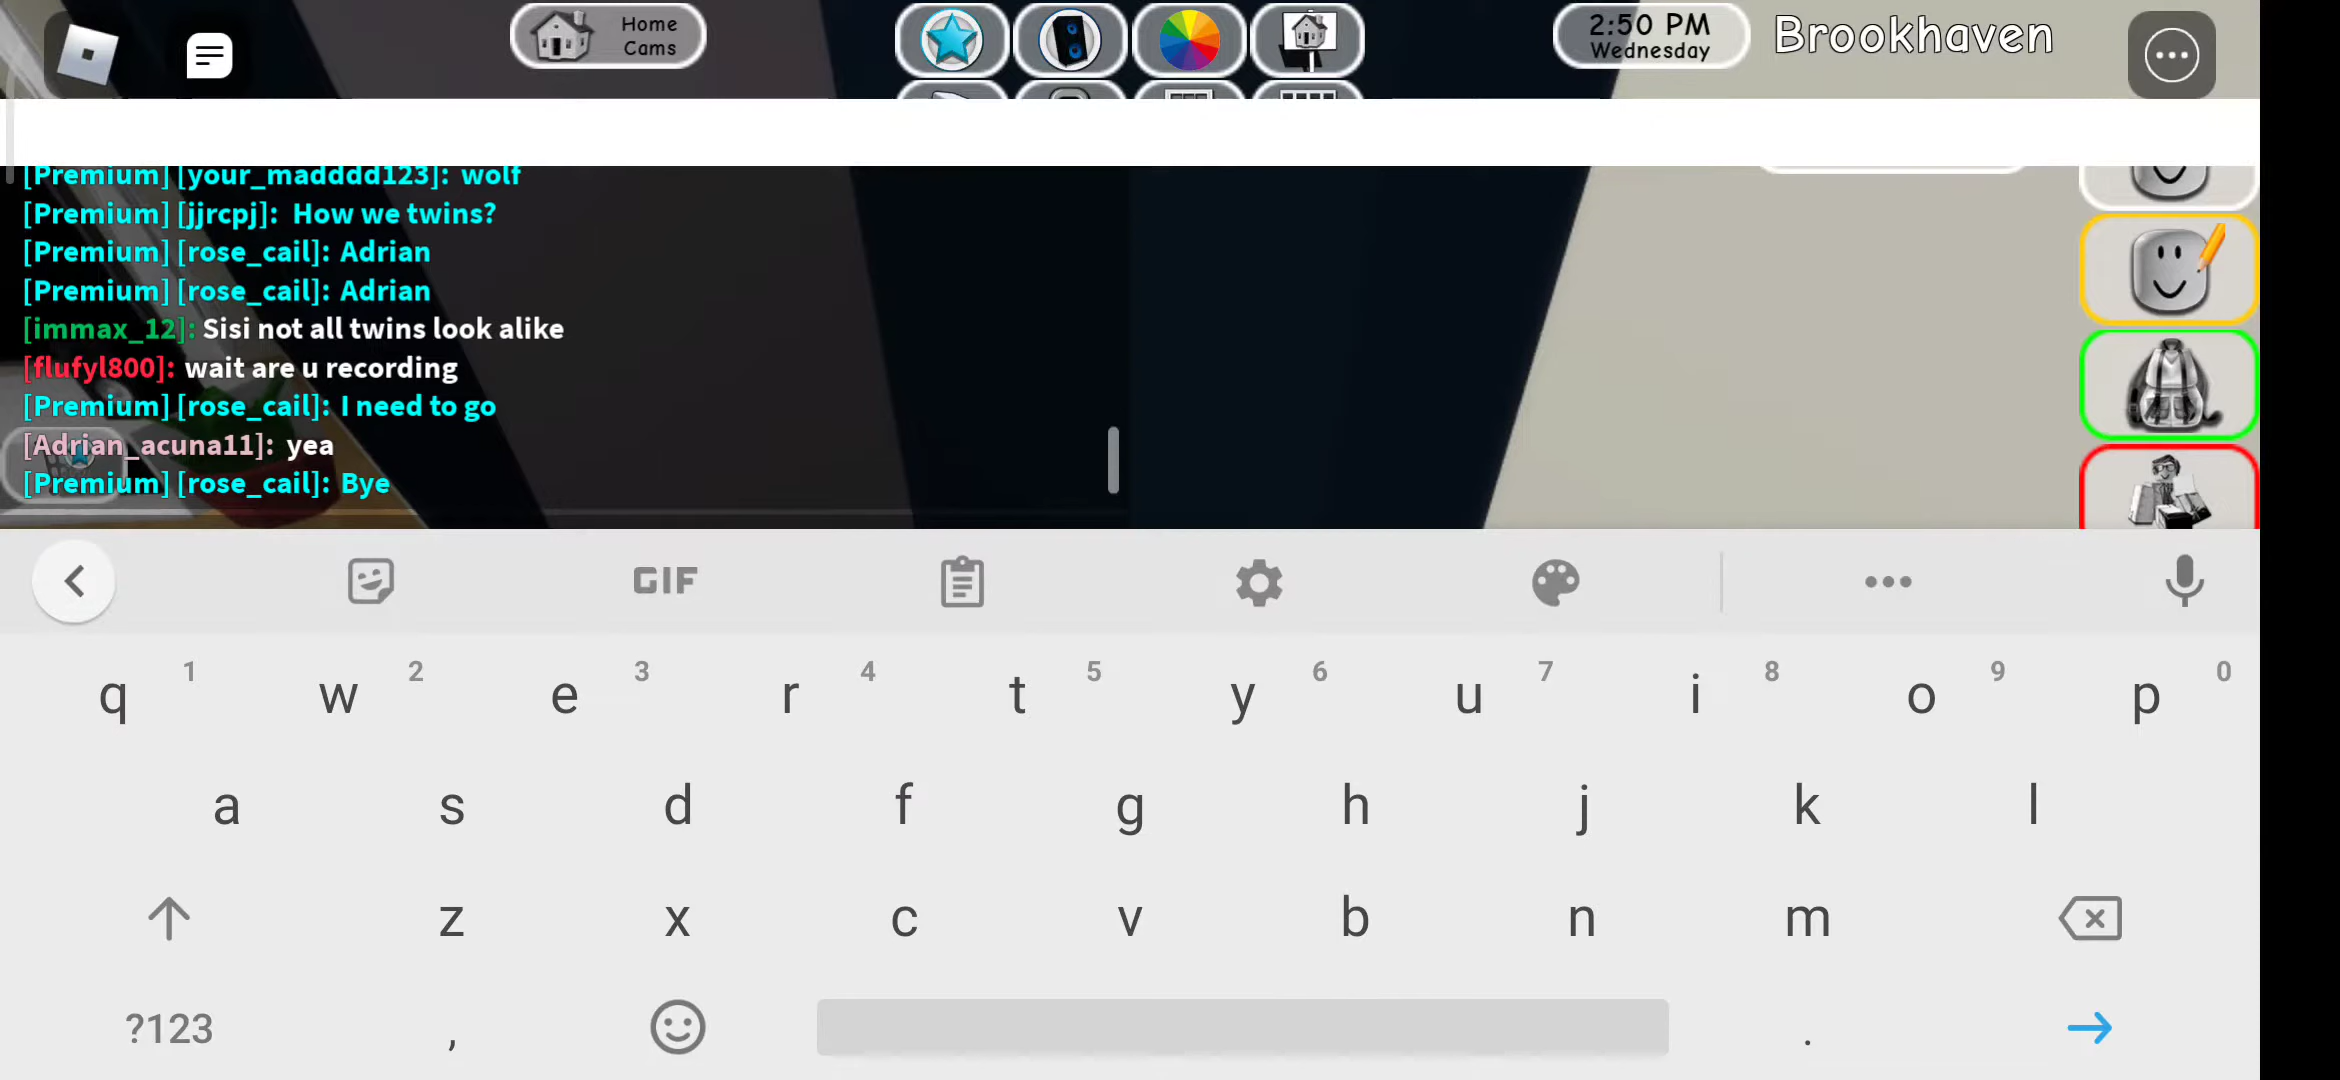 Home
Cams
2:50 PM
Wednesday
Brookhaven
[Premium] [your_madddd123]: wolf
[Premium] [jjrcpj]: How we twins?
[Premium] [rose_cail]: Adrian
[Premium] [rose_cail]: Adrian
[immax_12]: Sisi not all twins look alike
[flufyl800]: wait are u recording
[Premium] [rose_cail]: I need to go
[Adrian_acuna11]: yea
[Premium] [rose_cail]: Bye
GIF
q 1 w 2 e 3 r 4 t 5 y 6 u 7 i 8 o 9 p 0
a s d f g h j k l
z x c v b n m
?123 , .